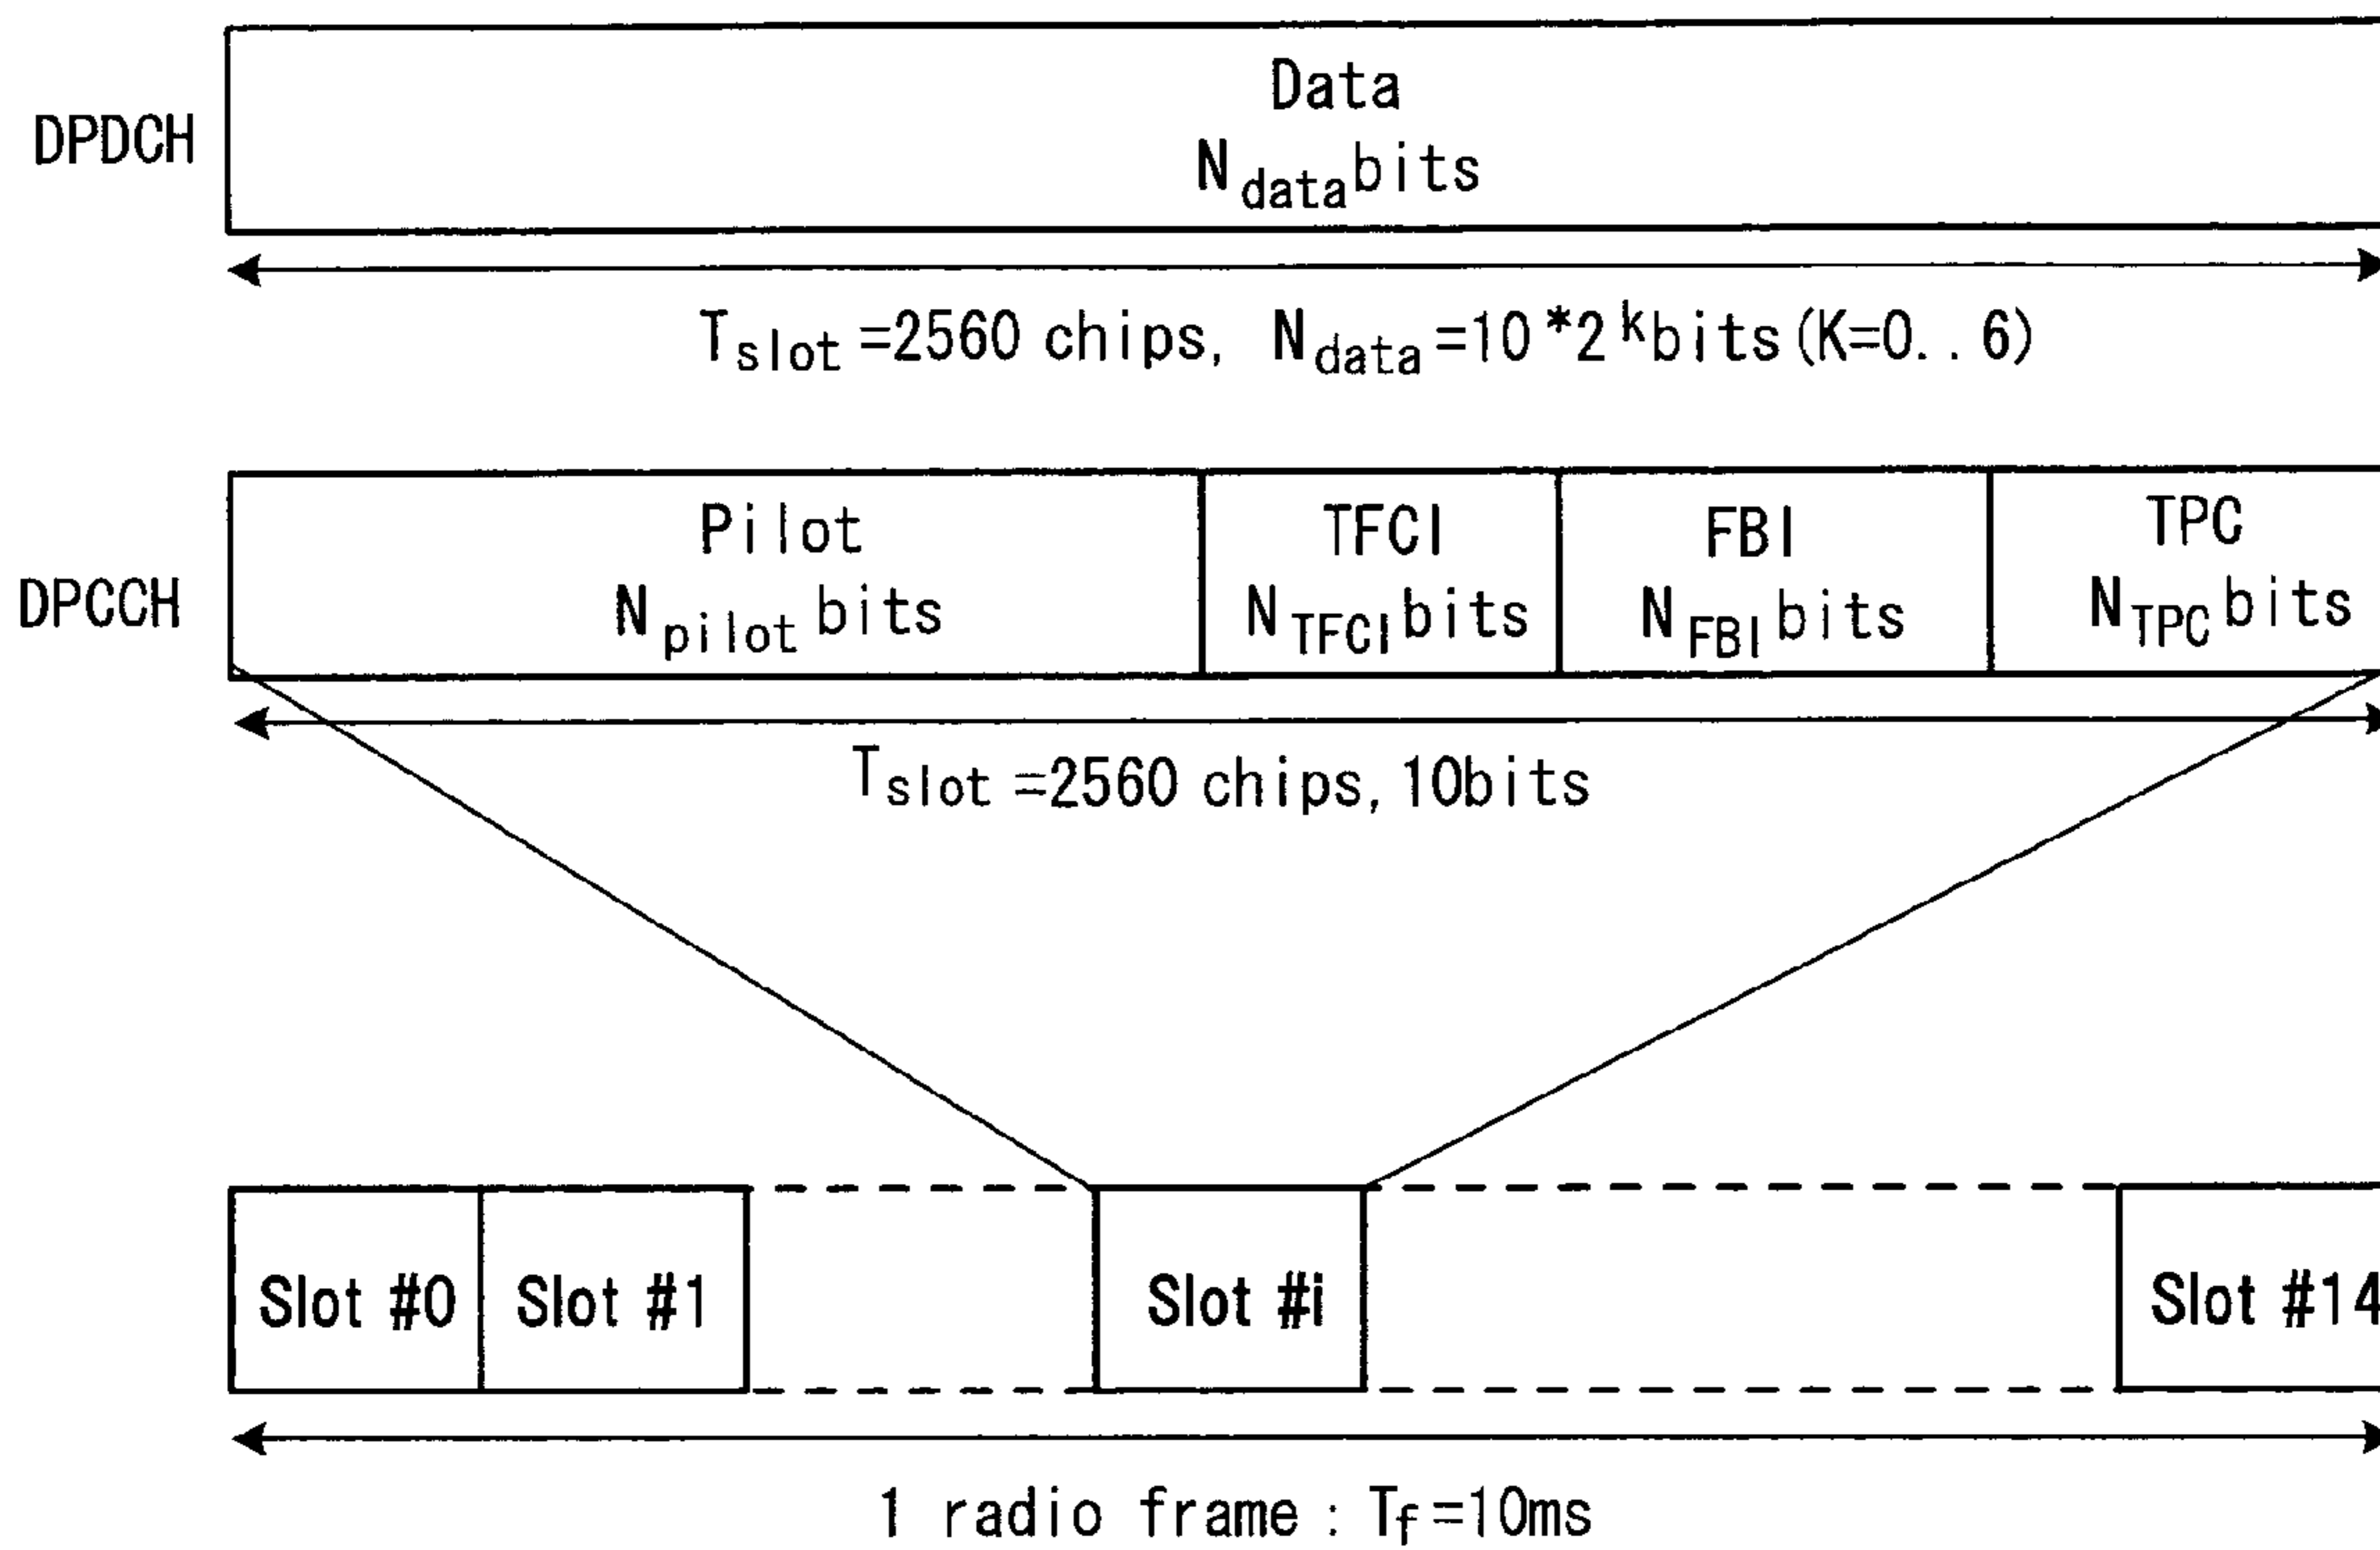 Data
DPDCH
N_data bits
T_slot =2560 chips, N_data =10*2^k bits (K=0..6)
Pilot TFCI FBI TPC
DPCCH
N_pilot bits N_TFCI bits N_FBI bits N_TPC bits
T_slot =2560 chips, 10bits
Slot #0 Slot #1 Slot #i Slot #14
1 radio frame : T_f =10ms